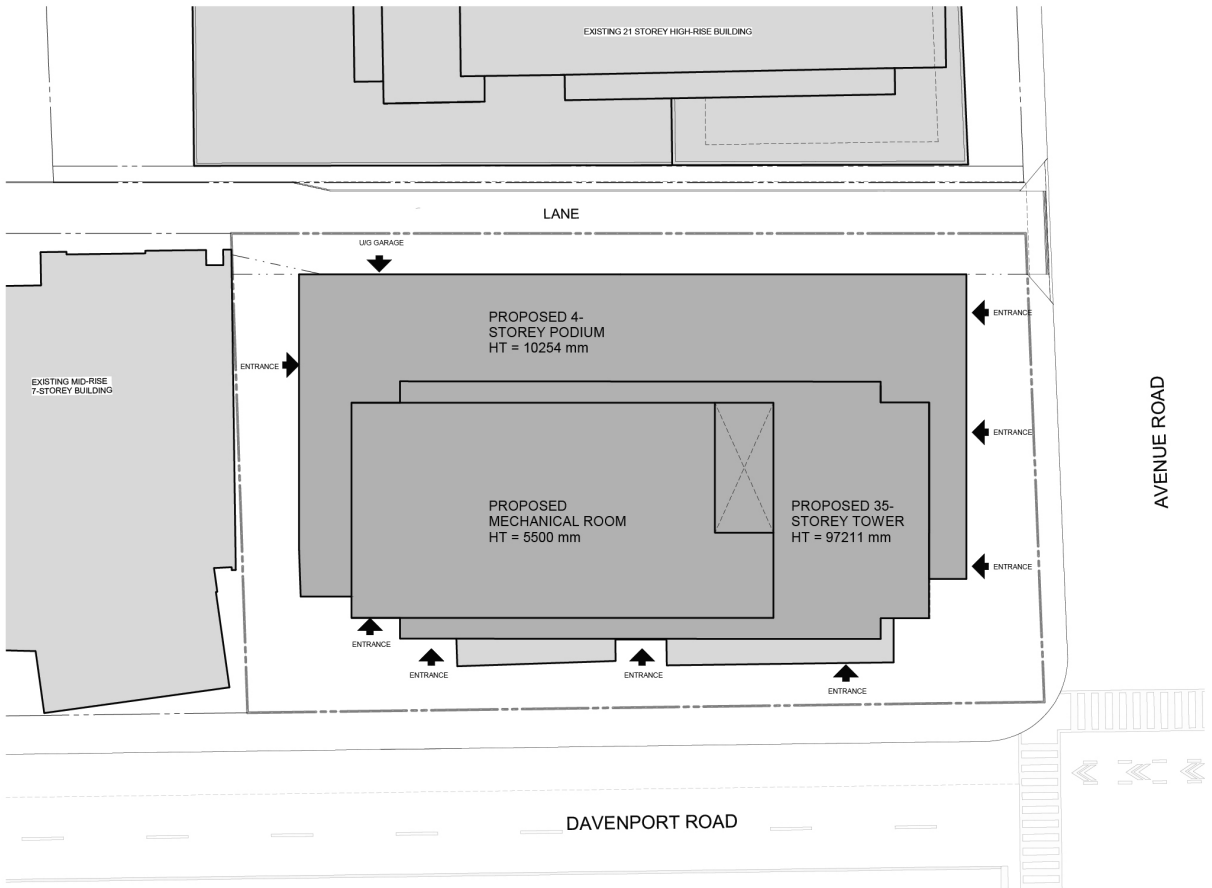 EXISTING 21 STOREY HIGH-RISE BUILDING
LANE
U/G GARAGE
PROPOSED 4-
STOREY PODIUM
HT = 10254 mm
ENTRANCE
ENTRANCE
EXISTING MID-RISE
7-STOREY BUILDING
ENTRANCE
AVENUE ROAD
PROPOSED
MECHANICAL ROOM
HT = 5500 mm
PROPOSED 35-
STOREY TOWER
HT = 97211 mm
ENTRANCE
ENTRANCE
ENTRANCE
ENTRANCE
ENTRANCE
DAVENPORT ROAD